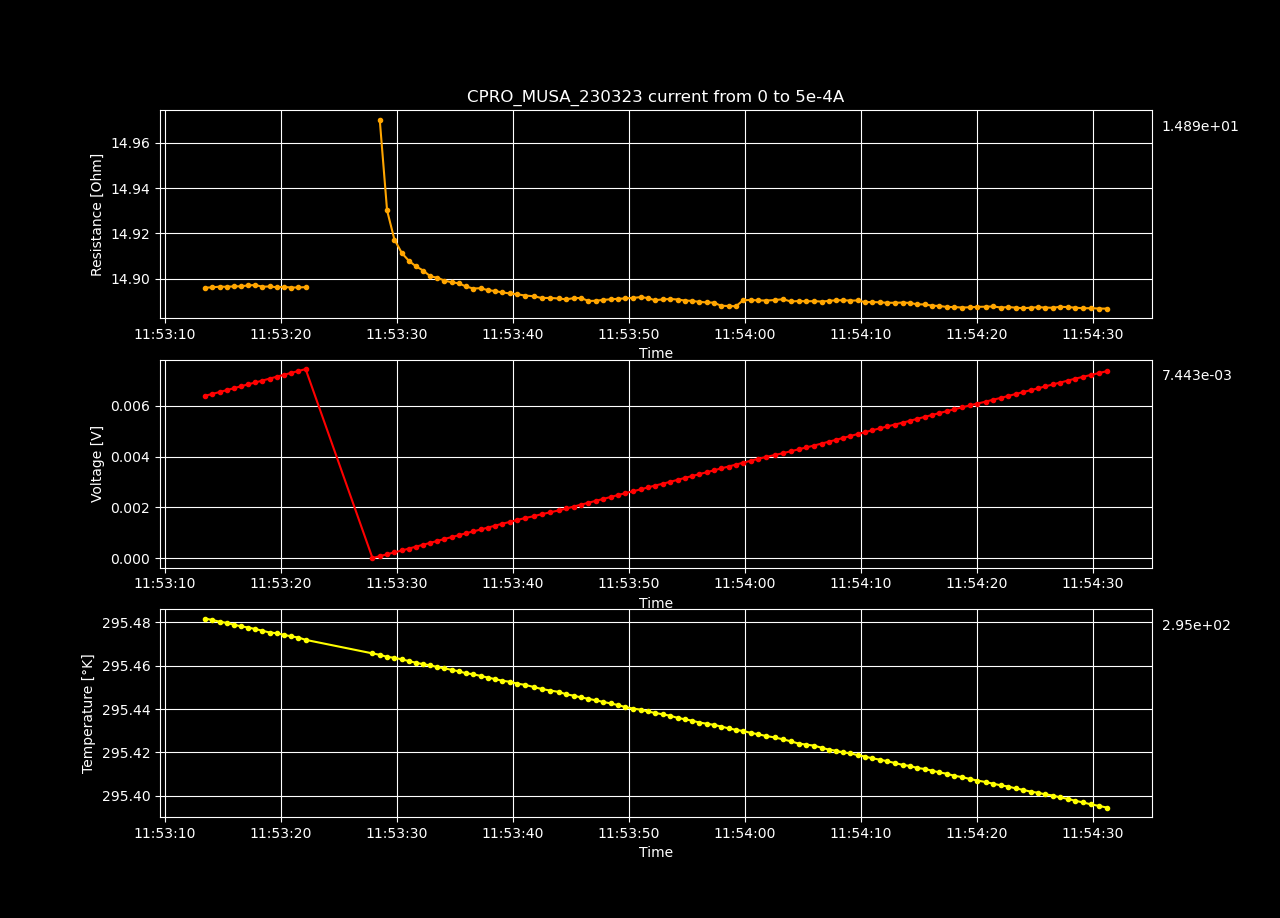 CPRO_MUSA_230323 current from 0 to 5e-4A
1.489e+01
14.96
14.94
14.92
14.90
Resistance [Ohm]
11:53:10 11:53:20 11:53:30 11:53:40 11:53:50 11:54:00 11:54:10 11:54:20 11:54:30
Time
7.443e-03
0.006
0.004
0.002
0.000
Voltage [V]
11:53:10 11:53:20 11:53:30 11:53:40 11:53:50 11:54:00 11:54:10 11:54:20 11:54:30
Time
2.95e+02
295.48
295.46
295.44
295.42
295.40
Temperature [°K]
11:53:10 11:53:20 11:53:30 11:53:40 11:53:50 11:54:00 11:54:10 11:54:20 11:54:30
Time